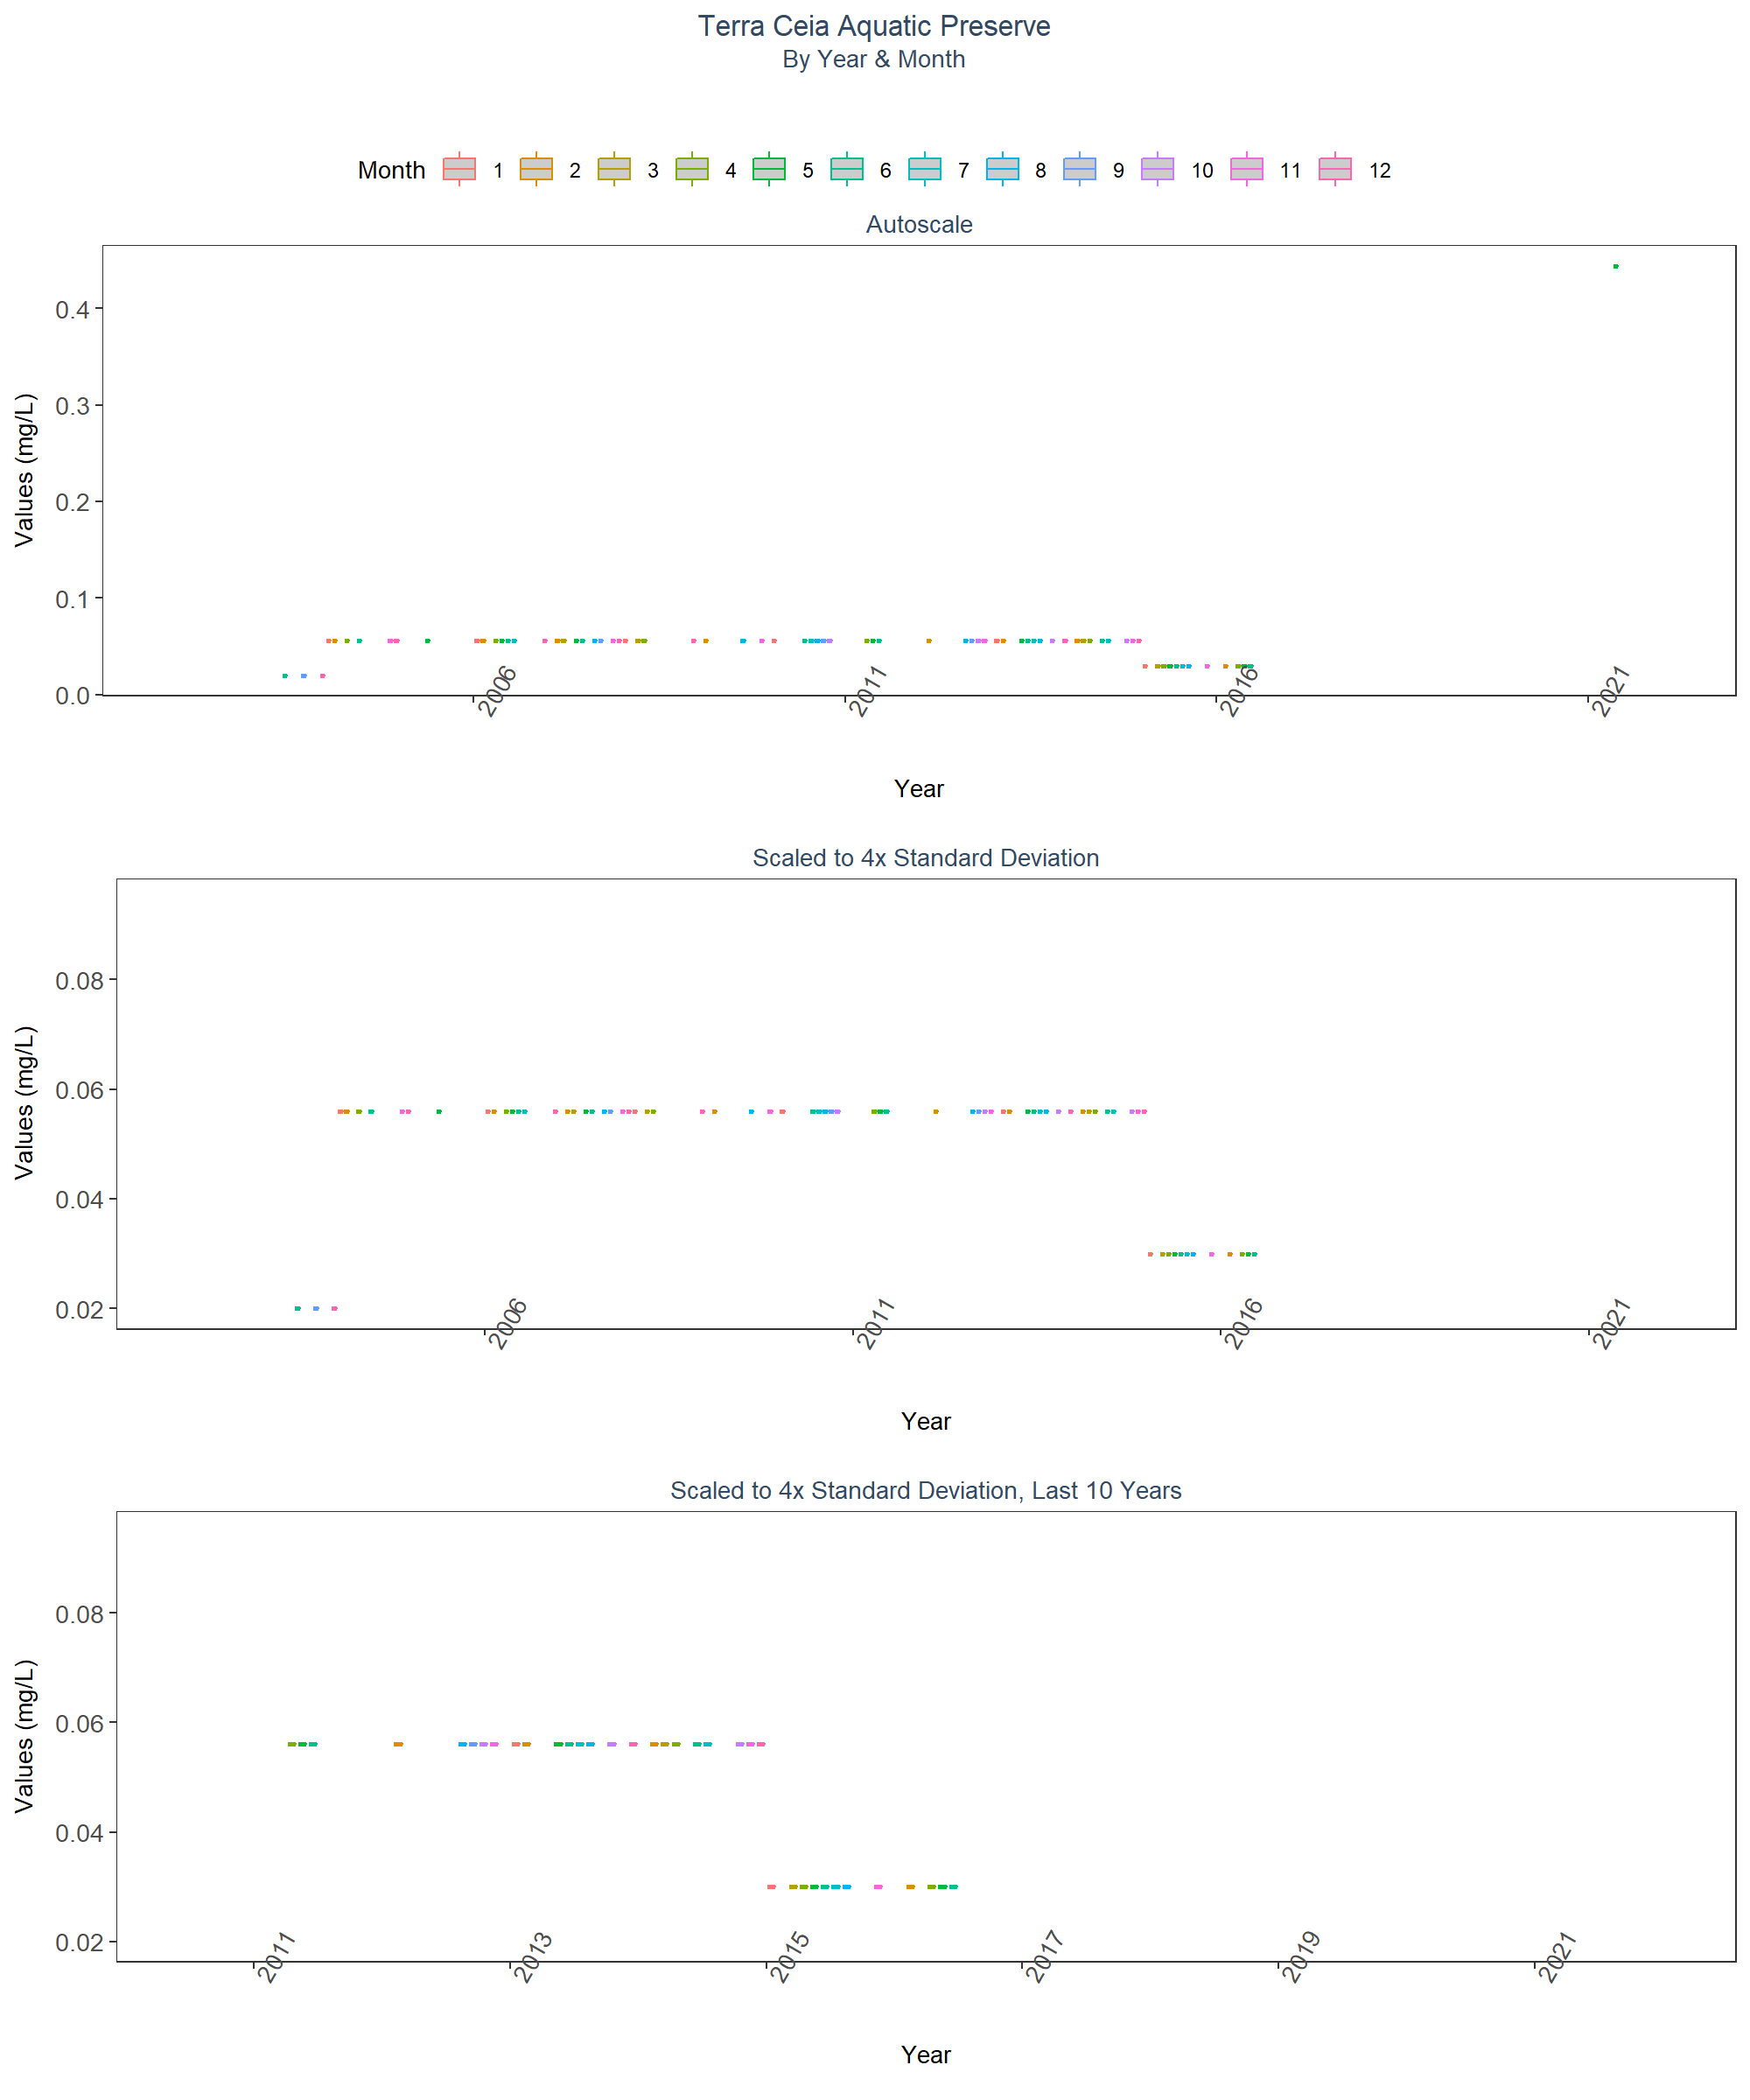 Terra Ceia Aquatic Preserve
By Year & Month
Month 1 2 3 4 5 6 7 8 9 10 11 12
Autoscale
Values (mg/L)
0.4
0.3
0.2
0.1
0.0
2006 2011 2016 2021
Year
Scaled to 4x Standard Deviation
Values (mg/L)
0.08
0.06
0.04
0.02
2006 2011 2016 2021
Year
Scaled to 4x Standard Deviation, Last 10 Years
Values (mg/L)
0.08
0.06
0.04
0.02
2011 2013 2015 2017 2019 2021
Year